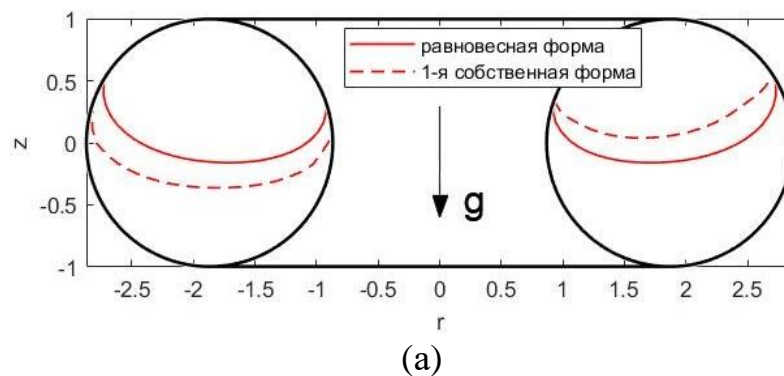 1
0.5
0
-0.5
-1
z
равновесная форма
1-я собственная форма
g
-2.5 -2 -1.5 -1 -0.5 0 0.5 1 1.5 2 2.5
r
(a)